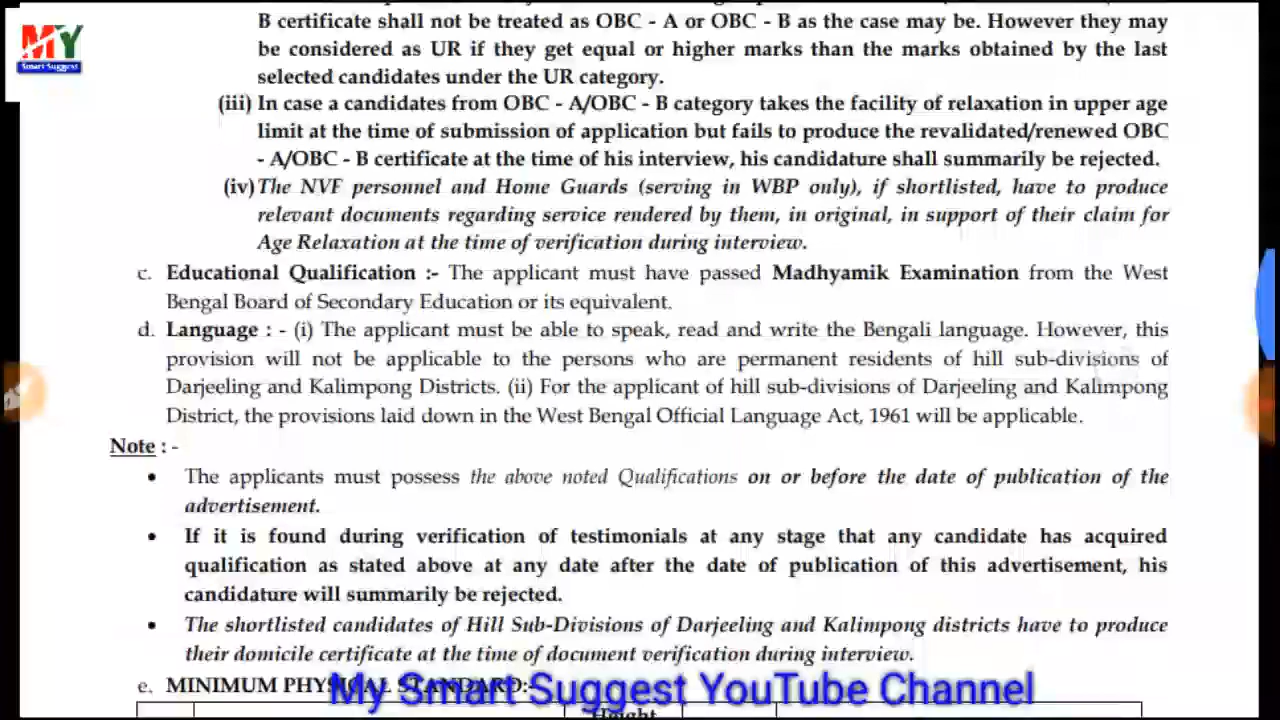 MY
Smart Suggest
B certificate shall not be treated as OBC - A or OBC - B as the case may be. However they may
be considered as UR if they get equal or higher marks than the marks obtained by the last
selected candidates under the UR category.
(iii) In case a candidates from OBC - A/OBC - B category takes the facility of relaxation in upper age
limit at the time of submission of application but fails to produce the revalidated/renewed OBC
- A/OBC - B certificate at the time of his interview, his candidature shall summarily be rejected.
(iv) The NVF personnel and Home Guards (serving in WBP only), if shortlisted, have to produce
relevant documents regarding service rendered by them, in original, in support of their claim for
Age Relaxation at the time of verification during interview.
c. Educational Qualification :- The applicant must have passed Madhyamik Examination from the West
Bengal Board of Secondary Education or its equivalent.
d. Language : - (i) The applicant must be able to speak, read and write the Bengali language. However, this
provision will not be applicable to the persons who are permanent residents of hill sub-divisions of
Darjeeling and Kalimpong Districts. (ii) For the applicant of hill sub-divisions of Darjeeling and Kalimpong
District, the provisions laid down in the West Bengal Official Language Act, 1961 will be applicable.
Note : -
• The applicants must possess the above noted Qualifications on or before the date of publication of the
advertisement.
• If it is found during verification of testimonials at any stage that any candidate has acquired
qualification as stated above at any date after the date of publication of this advertisement, his
candidature will summarily be rejected.
• The shortlisted candidates of Hill Sub-Divisions of Darjeeling and Kalimpong districts have to produce
their domicile certificate at the time of document verification during interview.
e. MINIMUM PHYSICAL STANDARD:-
My Smart Suggest YouTube Channel
Height